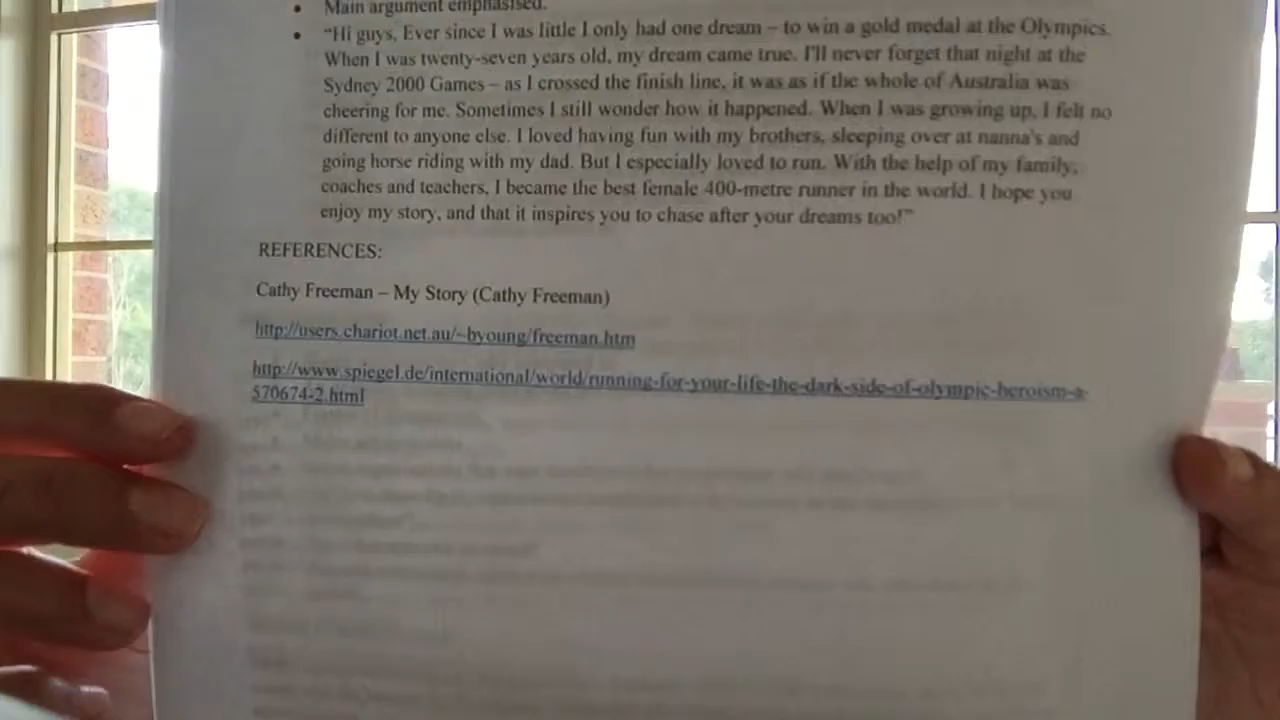 • Main argument emphasised.
• “Hi guys, Ever since I was little I only had one dream – to win a gold medal at the Olympics.
When I was twenty-seven years old, my dream came true. I'll never forget that night at the
Sydney 2000 Games – as I crossed the finish line, it was as if the whole of Australia was
cheering for me. Sometimes I still wonder how it happened. When I was growing up, I felt no
different to anyone else. I loved having fun with my brothers, sleeping over at nanna's and
going horse riding with my dad. But I especially loved to run. With the help of my family,
coaches and teachers, I became the best female 400-metre runner in the world. I hope you
enjoy my story, and that it inspires you to chase after your dreams too!”
REFERENCES:
Cathy Freeman – My Story (Cathy Freeman)
http://users.chariot.net.au/~byoung/freeman.htm
http://www.spiegel.de/international/world/running-for-your-life-the-dark-side-of-olympic-heroism-a-
570674-2.html